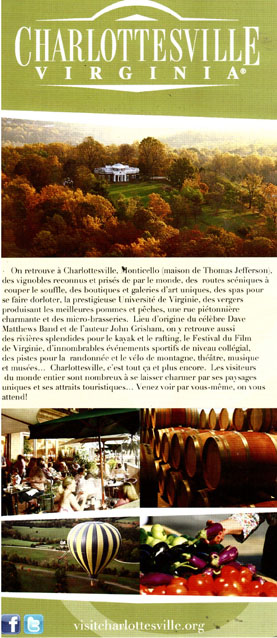 CHARLOTTESVILLE
VIRGINIA®
- On retrouve à Charlottesville, Monticello (maison de Thomas Jefferson),
des vignobles reconnus et prisés de par le monde, des routes scéniques à
couper le souffle, des boutiques et galeries d'art uniques, des spas pour
se faire dorloter, la prestigieuse Université de Virginie, des vergers
produisant les meilleures pommes et pêches, une rue piétonnière
charmante et des micro-brasseries. Lieu d'origine du célèbre Dave
Matthews Band et de l'auteur John Grisham, on y retrouve aussi
des rivières splendides pour le kayak et le rafting, le Festival du Film
de Virginie, d'innombrables événements sportifs de niveau collégial,
des pistes pour la randonnée et le vélo de montagne, théâtre, musique
et musées... Charlottesville, c'est tout ça et plus encore. Les visiteurs
du monde entier sont nombreux à se laisser charmer par ses paysages
uniques et ses attraits touristiques... Venez voir par vous-même, on vous
attend!
f t visitcharlottesville.org